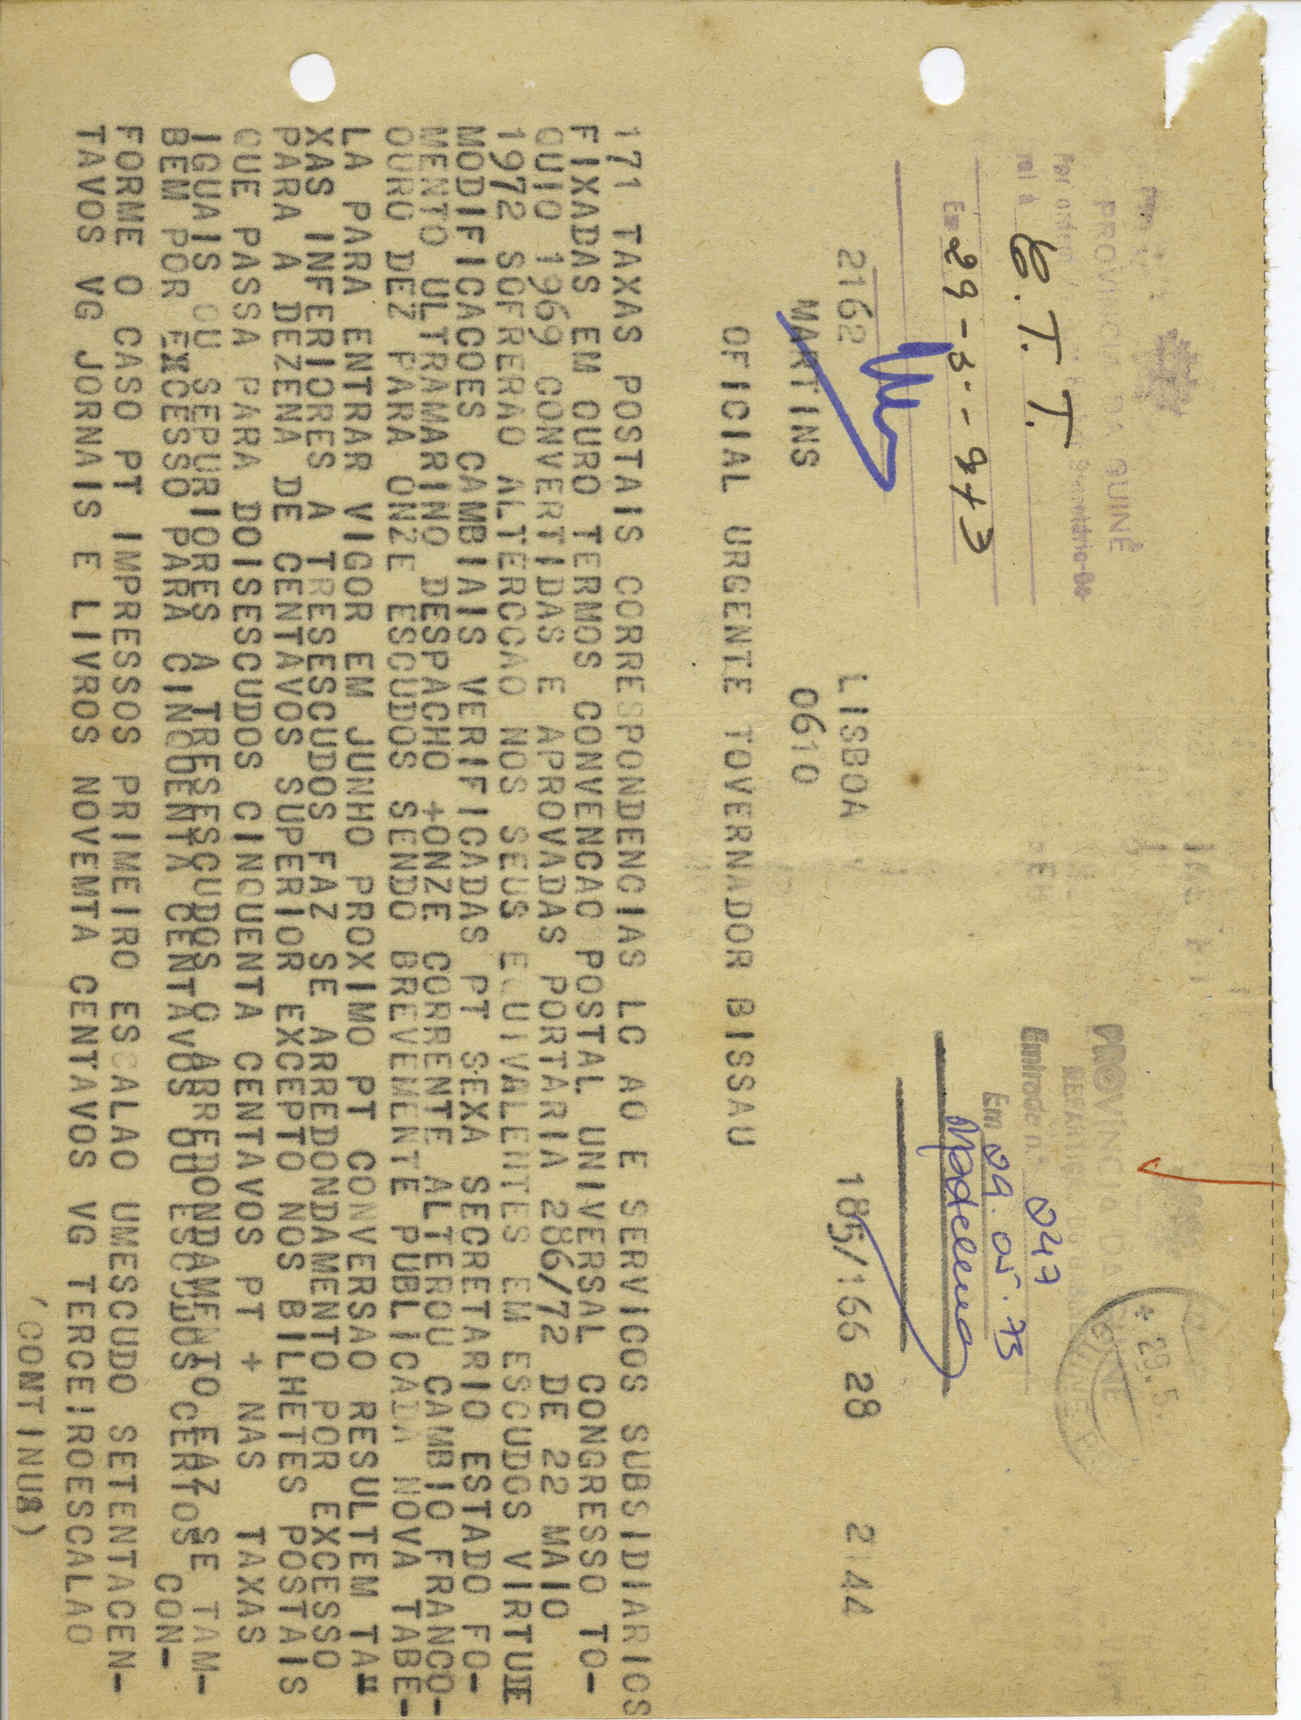 PROVINCIA DA GUINÉ
C. T. T.
Em 29-5-973
PROVINCIA DA GUINÉ
Entrada n.º 047
Em 29.05.73
+ 29.5.
2162 LISBOA 185/166 28 2144
MARTINS 0610
OFICIAL URGENTE TOVERNADOR BISSAU
171 TAXAS POSTAIS CORRESPONDENCIAS LC AO E SERVICOS SUBSIDIARIOS
FIXADAS EM OURO TERMOS CONVENCAO POSTAL UNIVERSAL CONGRESSO TO-
QUIO 1969 CONVERTIDAS E APROVADAS PORTARIA 286/72 DE 22 MAIO
1972 SOFRERAO ALTERCCAO NOS SEUS EQUIVALENTES EM ESCUDOS VIRTUDE
MODIFICACOES CAMBIAIS VERIFICADAS PT SEXA SECRETARIO ESTADO FO-
MENTO ULTRAMARINO DESPACHO +ONZE CORRENTE ALTEROU CAMBIO FRANCO-
OURO DEZ PARA ONZE ESCUDOS SENDO BREVEMENTE PUBLICADA NOVA TABE-
LA PARA ENTRAR VIGOR EM JUNHO PROXIMO PT CONVERSAO RESULTEM TA-
XAS INFERIORES A TRESESCUDOS FAZ SE ARREDONDAMENTO POR EXCESSO
PARA A DEZENA DE CENTAVOS SUPERIOR EXCEPTO NOS BILHETES POSTAIS
QUE PASSA PARA DOISESCUDOS CINQUENTA CENTAVOS PT + NAS TAXAS
IGUAIS OU SEPURIORES A TRESESCUDOS O ARREDONDAMENTO FAZ SE TAM-
BEM POR EXCESSO PARA CINQUENTA CENTAVOS OU ESCUDOS CERTOS CON-
FORME O CASO PT IMPRESSOS PRIMEIRO ESCALAO UMESCUDO SETENTACEN-
TAVOS VG JORNAIS E LIVROS NOVEMTA CENTAVOS VG TERCEIROESCALAO
(CONTINUA)